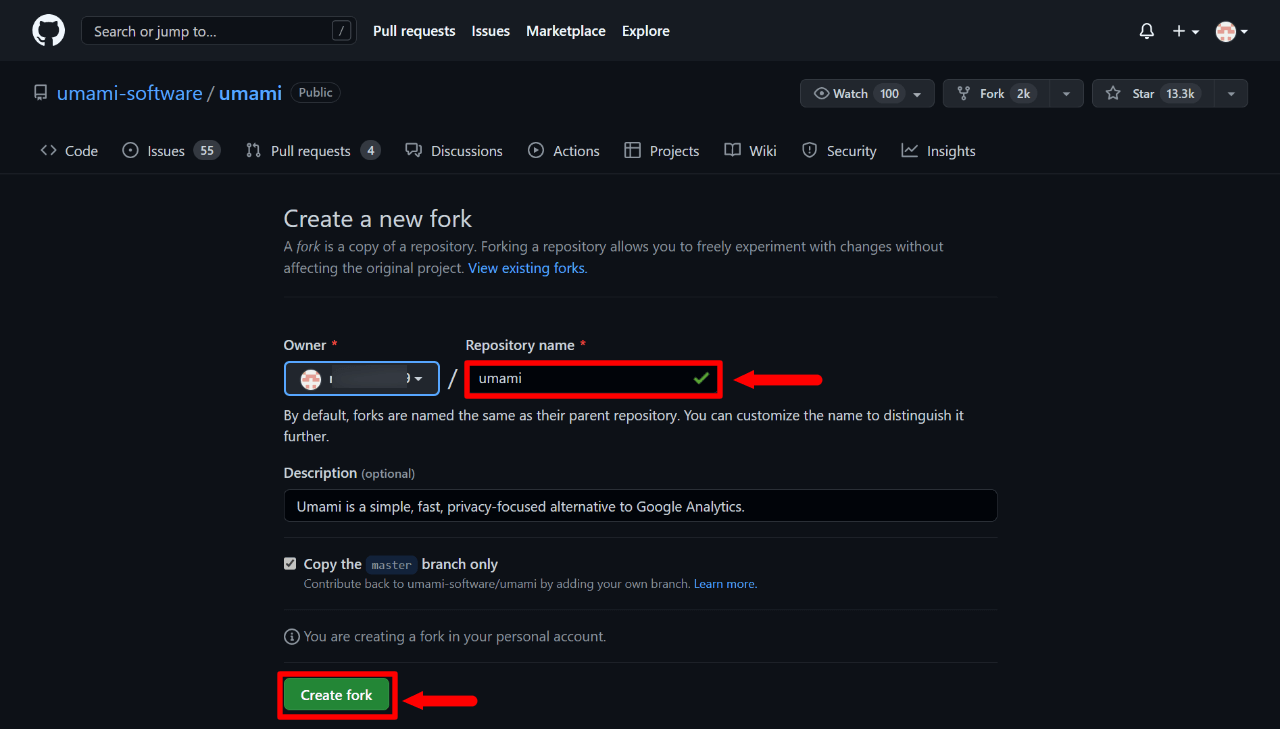 Search or jump to... /
Pull requests Issues Marketplace Explore
umami-software / umami Public
Watch 100 Fork 2k Star 13.3k
Code Issues 55 Pull requests 4 Discussions Actions Projects Wiki Security Insights
Create a new fork
A fork is a copy of a repository. Forking a repository allows you to freely experiment with changes without
affecting the original project. View existing forks.
Owner * Repository name *
/ umami
By default, forks are named the same as their parent repository. You can customize the name to distinguish it
further.
Description (optional)
Umami is a simple, fast, privacy-focused alternative to Google Analytics.
Copy the master branch only
Contribute back to umami-software/umami by adding your own branch. Learn more.
You are creating a fork in your personal account.
Create fork